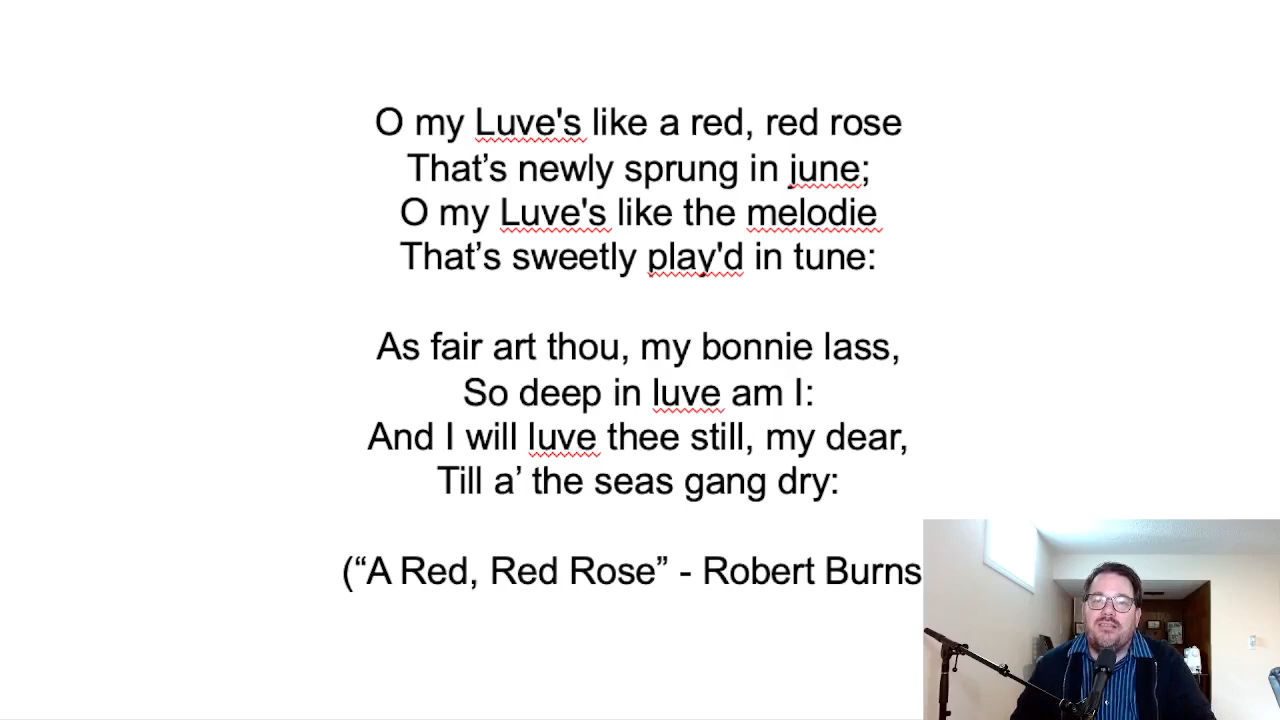 O my Luve's like a red, red rose
That’s newly sprung in june;
O my Luve's like the melodie
That’s sweetly play'd in tune:
As fair art thou, my bonnie lass,
So deep in luve am I:
And I will luve thee still, my dear,
Till a’ the seas gang dry:
(“A Red, Red Rose” - Robert Burns